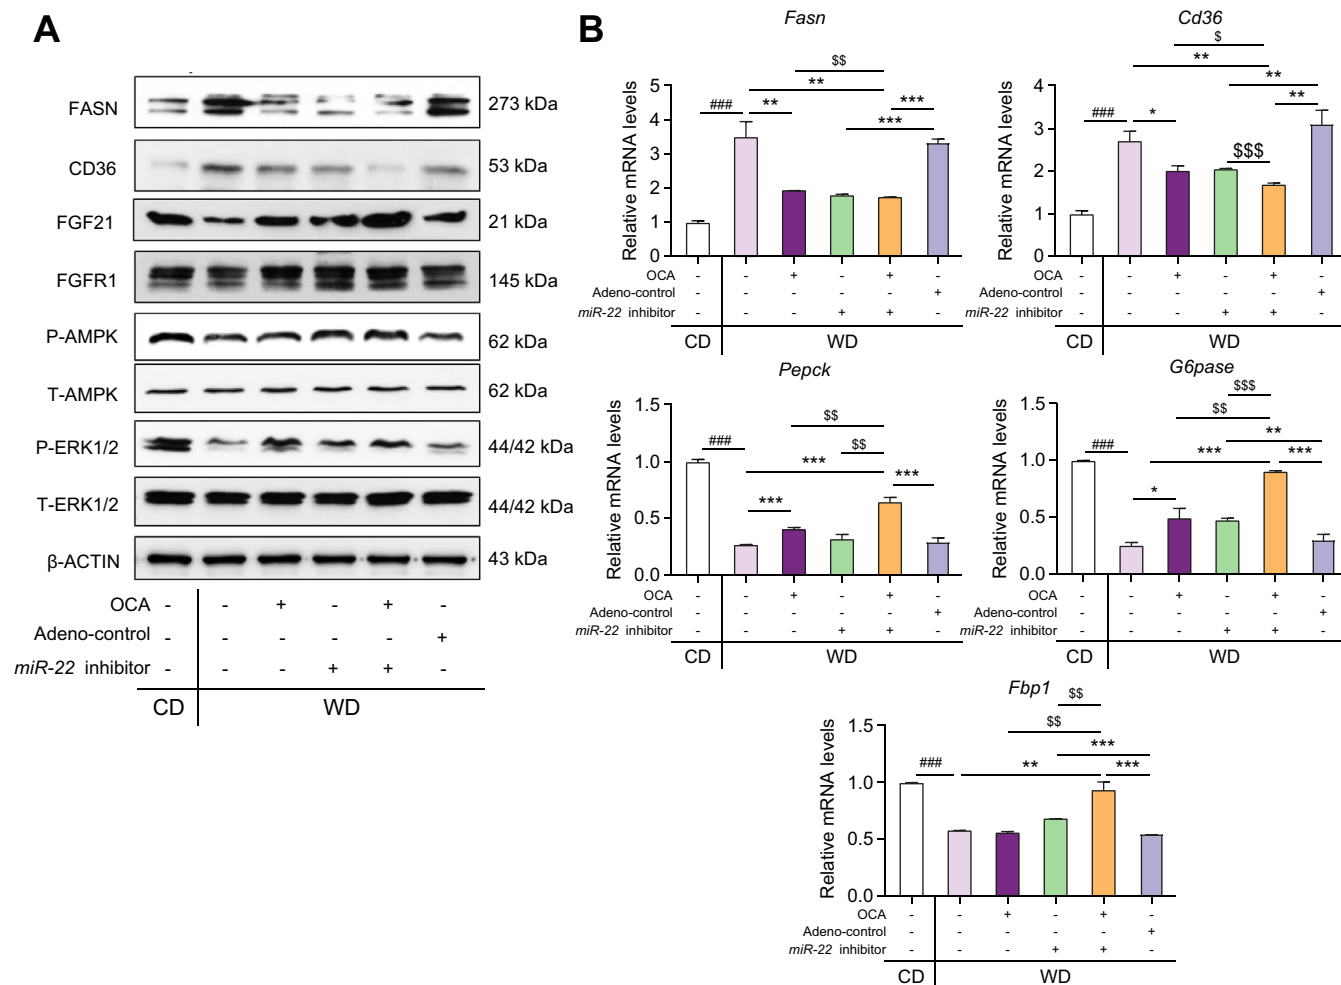 A
FASN 273 kDa
CD36 53 kDa
FGF21 21 kDa
FGFR1 145 kDa
P-AMPK 62 kDa
T-AMPK 62 kDa
P-ERK1/2 44/42 kDa
T-ERK1/2 44/42 kDa
β-ACTIN 43 kDa
OCA - - + - + -
Adeno-control - - - - - +
miR-22 inhibitor - - - + + -
CD WD
B
Fasn
$$
**
### ** ***
***
Relative mRNA levels
5
4
3
2
1
0
OCA - - + - + -
Adeno-control - - - - - +
miR-22 inhibitor - - - + + -
CD WD
Cd36
$
**
**
### * **
$$$
Relative mRNA levels
4
3
2
1
0
OCA - - + - + -
Adeno-control - - - - - +
miR-22 inhibitor - - - + + -
CD WD
Pepck
$$
### $$
*** ***
***
Relative mRNA levels
1.5
1.0
0.5
0.0
OCA - - + - + -
Adeno-control - - - - - +
miR-22 inhibitor - - - + + -
CD WD
G6pase
$$$
$$
**
### *** ***
*
Relative mRNA levels
1.5
1.0
0.5
0.0
OCA - - + - + -
Adeno-control - - - - - +
miR-22 inhibitor - - - + + -
CD WD
Fbp1
$$
$$
***
### ** ***
Relative mRNA levels
1.5
1.0
0.5
0.0
OCA - - + - + -
Adeno-control - - - - - +
miR-22 inhibitor - - - + + -
CD WD